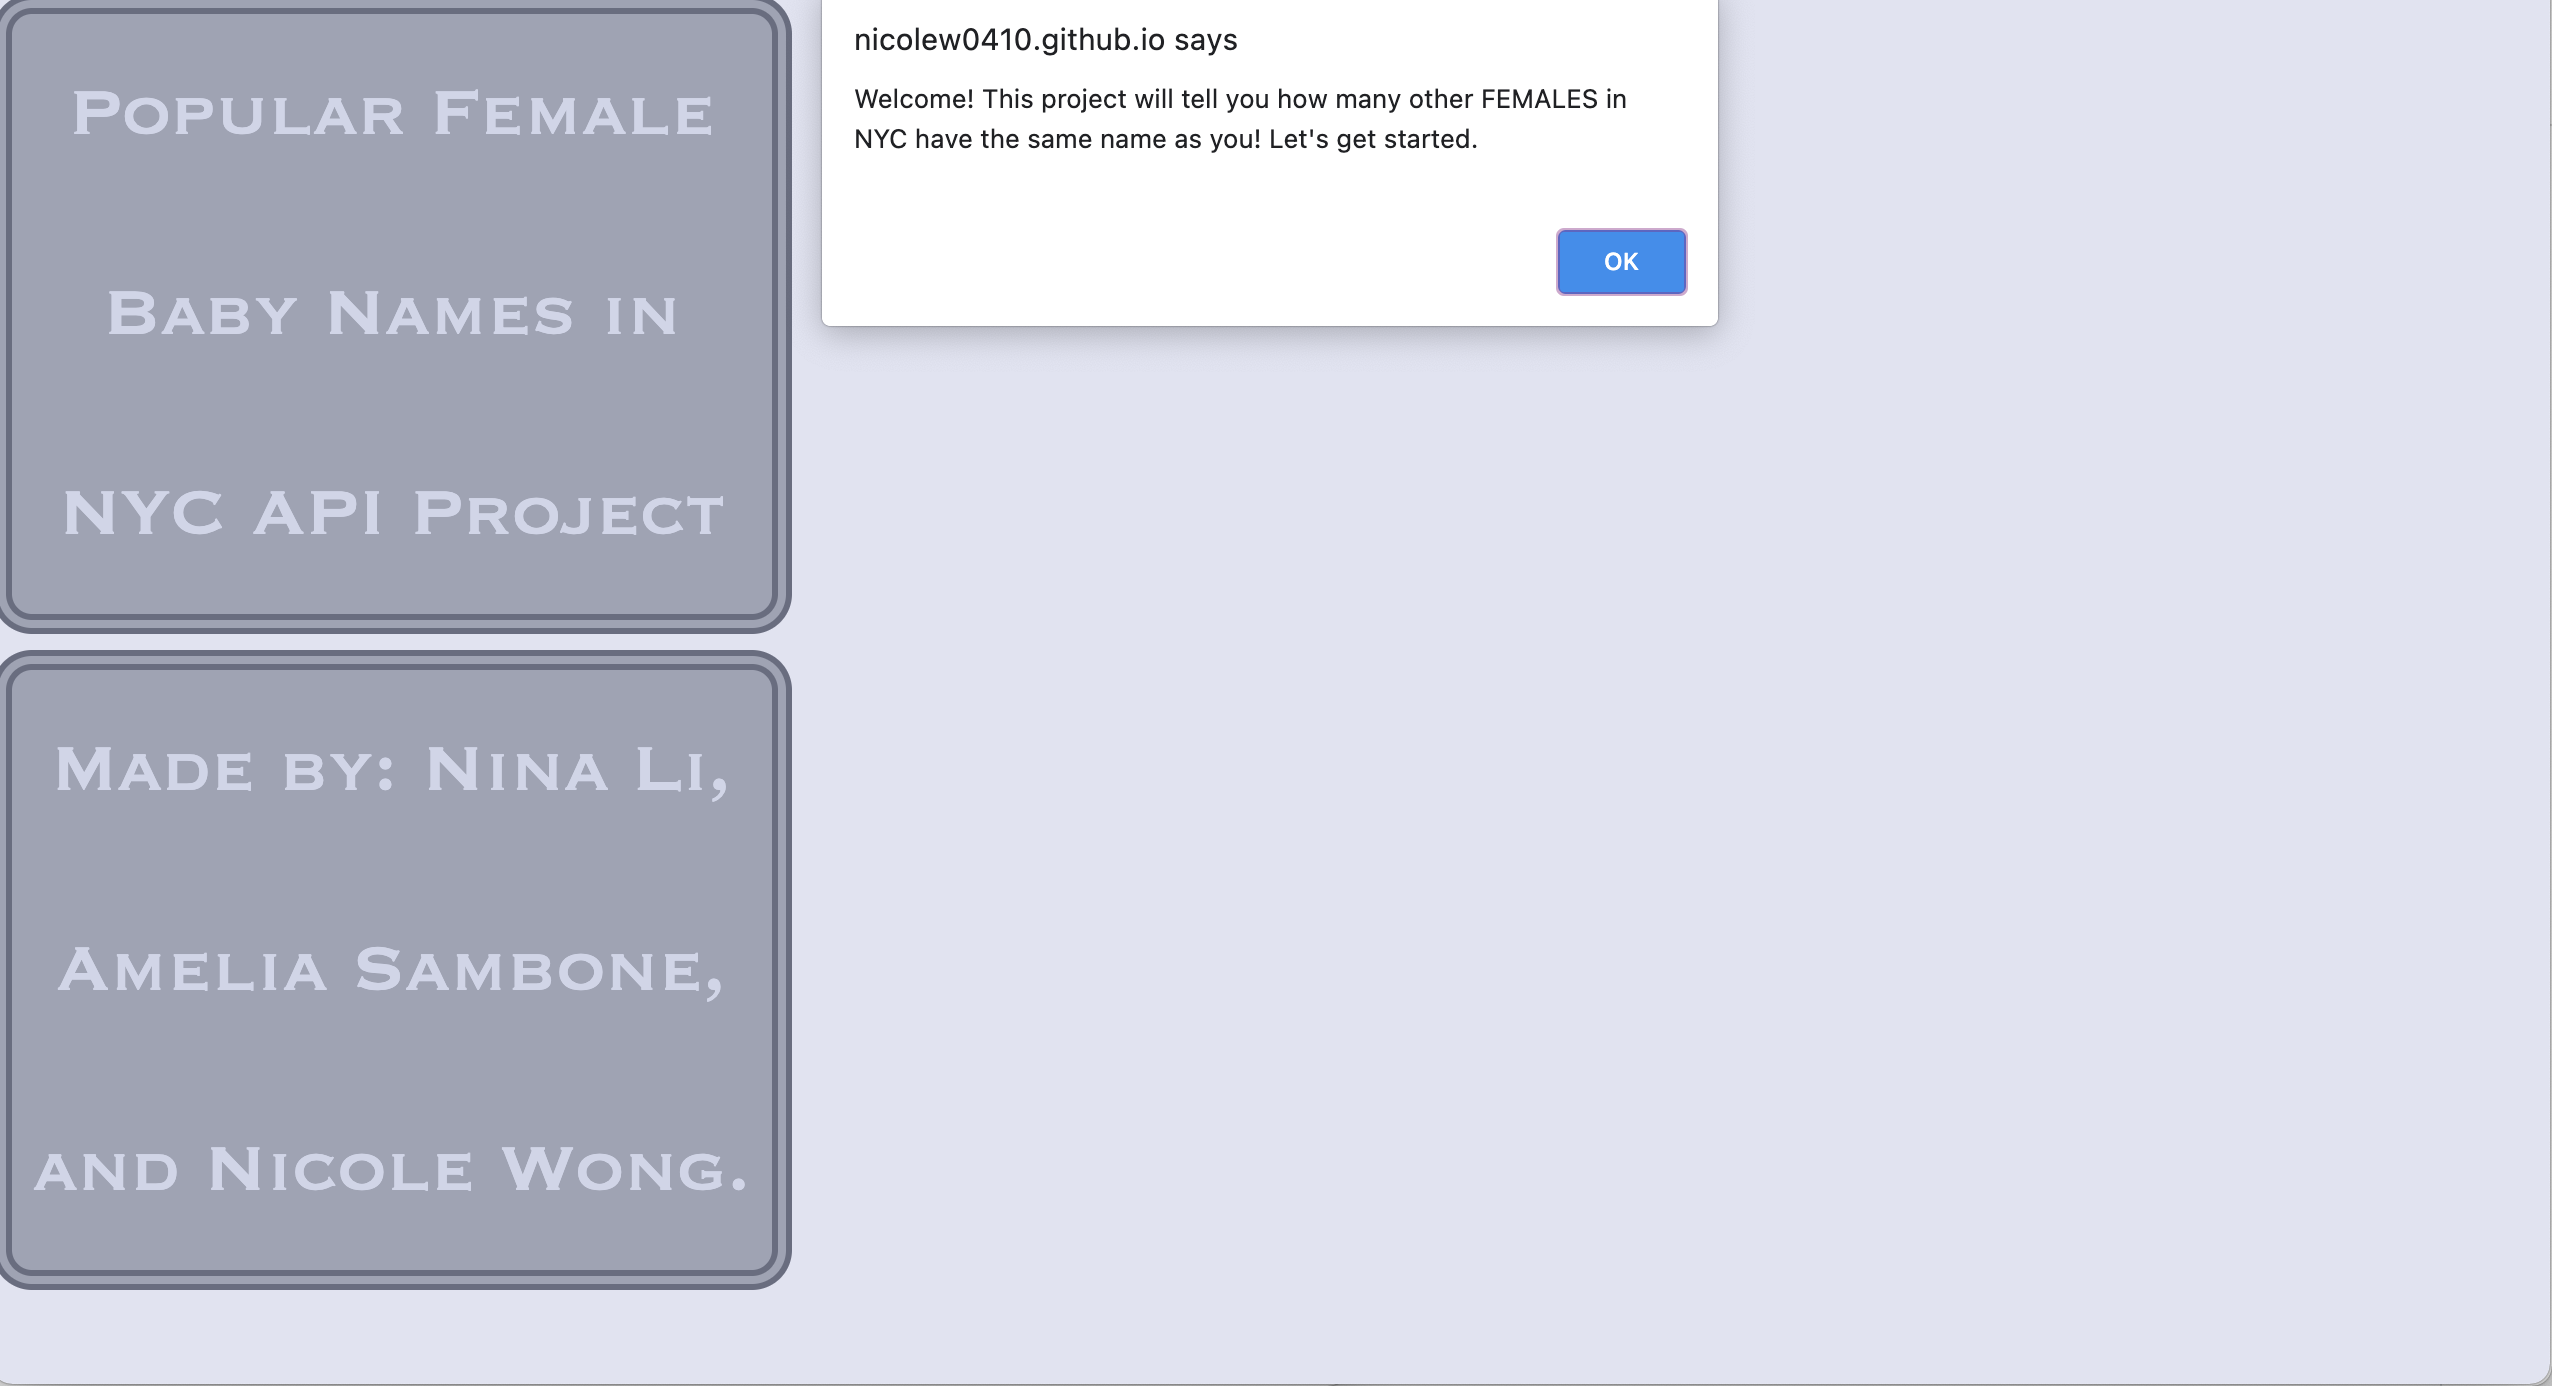 Popular Female
Baby Names in
NYC API Project
Made by: Nina Li,
Amelia Sambone,
and Nicole Wong.
nicolew0410.github.io says
Welcome! This project will tell you how many other FEMALES in
NYC have the same name as you! Let's get started.
OK